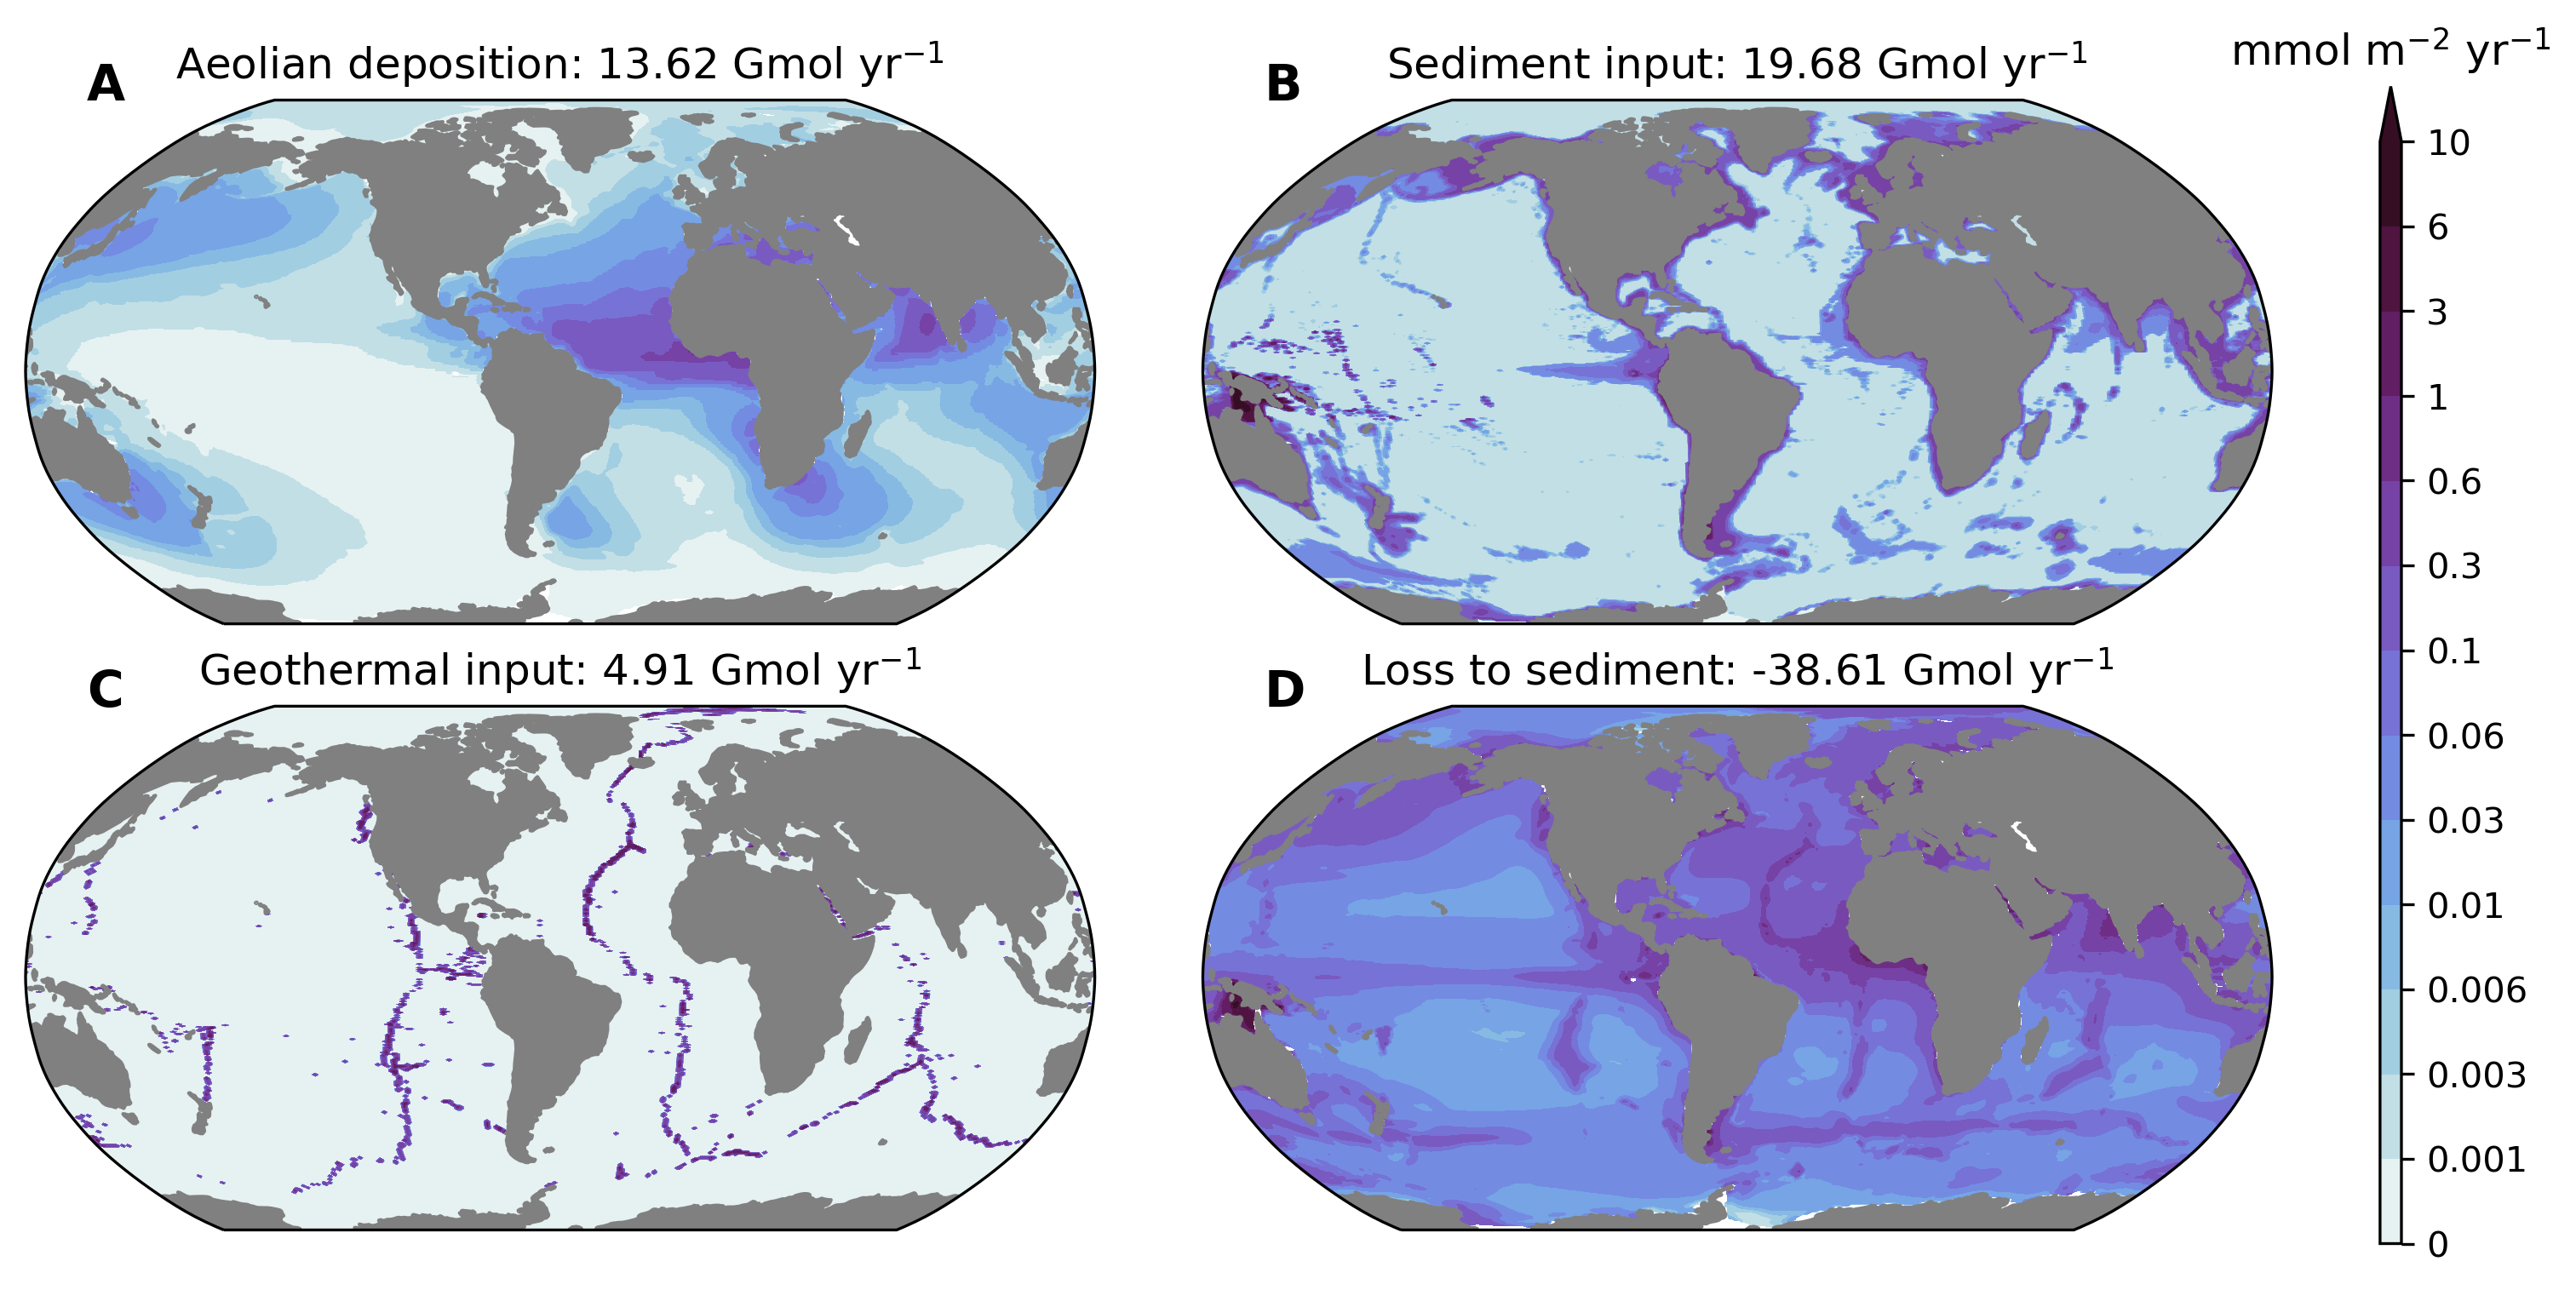 A Aeolian deposition: 13.62 Gmol yr⁻¹
B Sediment input: 19.68 Gmol yr⁻¹
mmol m⁻² yr⁻¹
C Geothermal input: 4.91 Gmol yr⁻¹
D Loss to sediment: -38.61 Gmol yr⁻¹
10
6
3
1
0.6
0.3
0.1
0.06
0.03
0.01
0.006
0.003
0.001
0